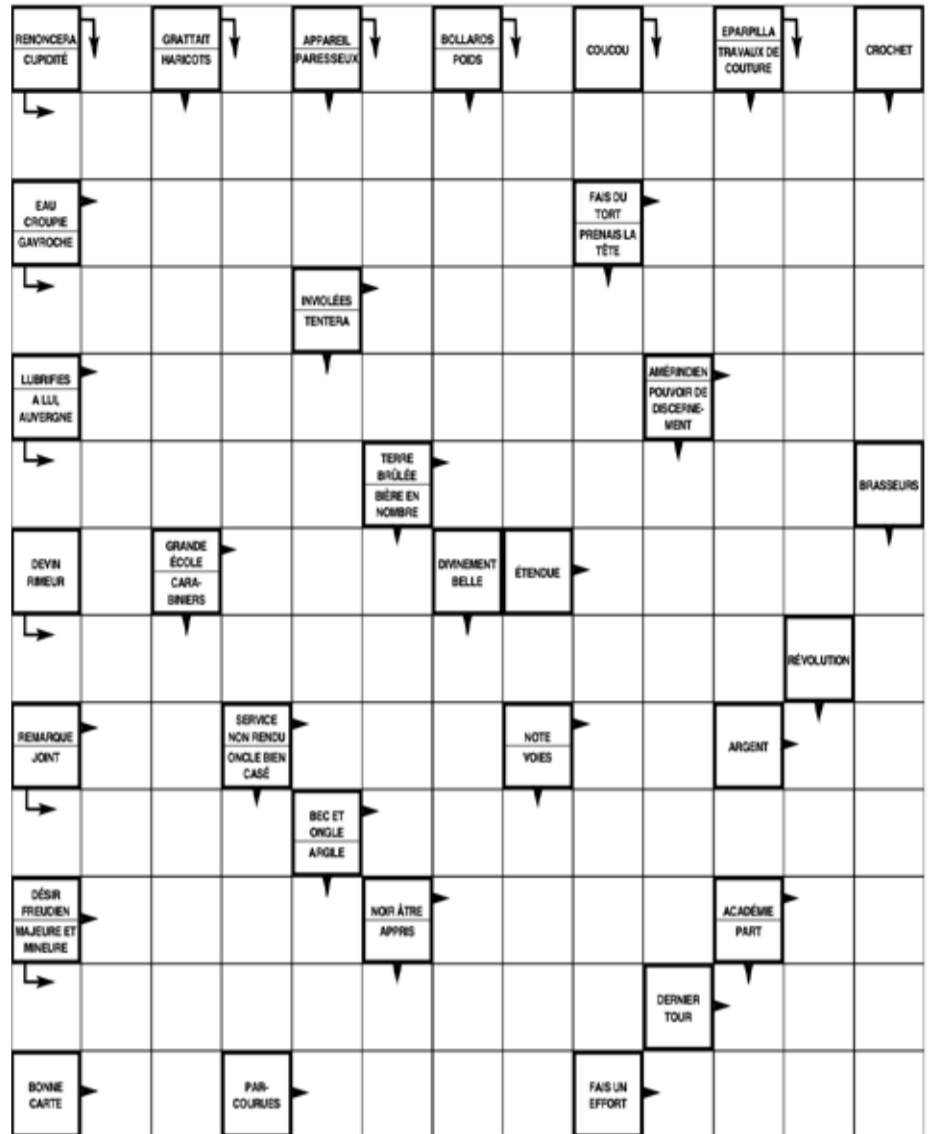 RENONCERA
CUPIDITÉ
GRATTAIT
HARICOTS
APPAREIL
PARESSEUX
BOLLARDS
POIDS
COUCOU
EPARPILLA
TRAVAUX DE
COUTURE
CROCHET
EAU
CROUPIE
GAVROCHE
FAIS DU
TORT
PRENAIS LA
TÊTE
INVIOLÉES
TENTERA
LUBRIFIES
A LUI,
AUVERGNE
AMÉRINDIEN
POUVOIR DE
DISCERNE-
MENT
TERRE
BRÛLÉE
BIÈRE EN
NOMBRE
BRASSEURS
DEVIN
RIMEUR
GRANDE
ÉCOLE
CARA-
BINIERS
DIVINEMENT
BELLE
ÉTENDUE
RÉVOLUTION
REMARQUE
JOINT
SERVICE
NON RENDU
ONCLE BIEN
CASÉ
NOTE
VOIES
ARGENT
BEC ET
ONGLE
ARGILE
DÉSIR
FREUDIEN
MAJEURE ET
MINEURE
NOIR ÂTRE
APPRIS
ACADÉMIE
PART
DERNIER
TOUR
BONNE
CARTE
PAR-
COURUES
FAIS UN
EFFORT